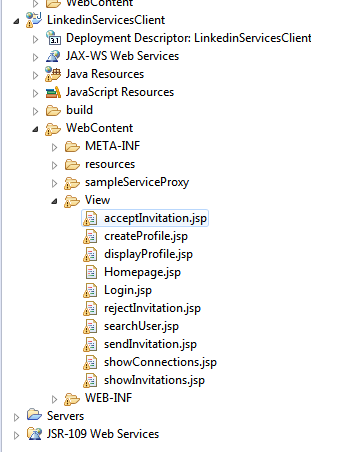 WebContent
LinkedinServicesClient
Deployment Descriptor: LinkedinServicesClient
JAX-WS Web Services
Java Resources
JavaScript Resources
build
WebContent
META-INF
resources
sampleServiceProxy
View
acceptInvitation.jsp
createProfile.jsp
displayProfile.jsp
Homepage.jsp
Login.jsp
rejectInvitation.jsp
searchUser.jsp
sendInvitation.jsp
showConnections.jsp
showInvitations.jsp
WEB-INF
Servers
JSR-109 Web Services